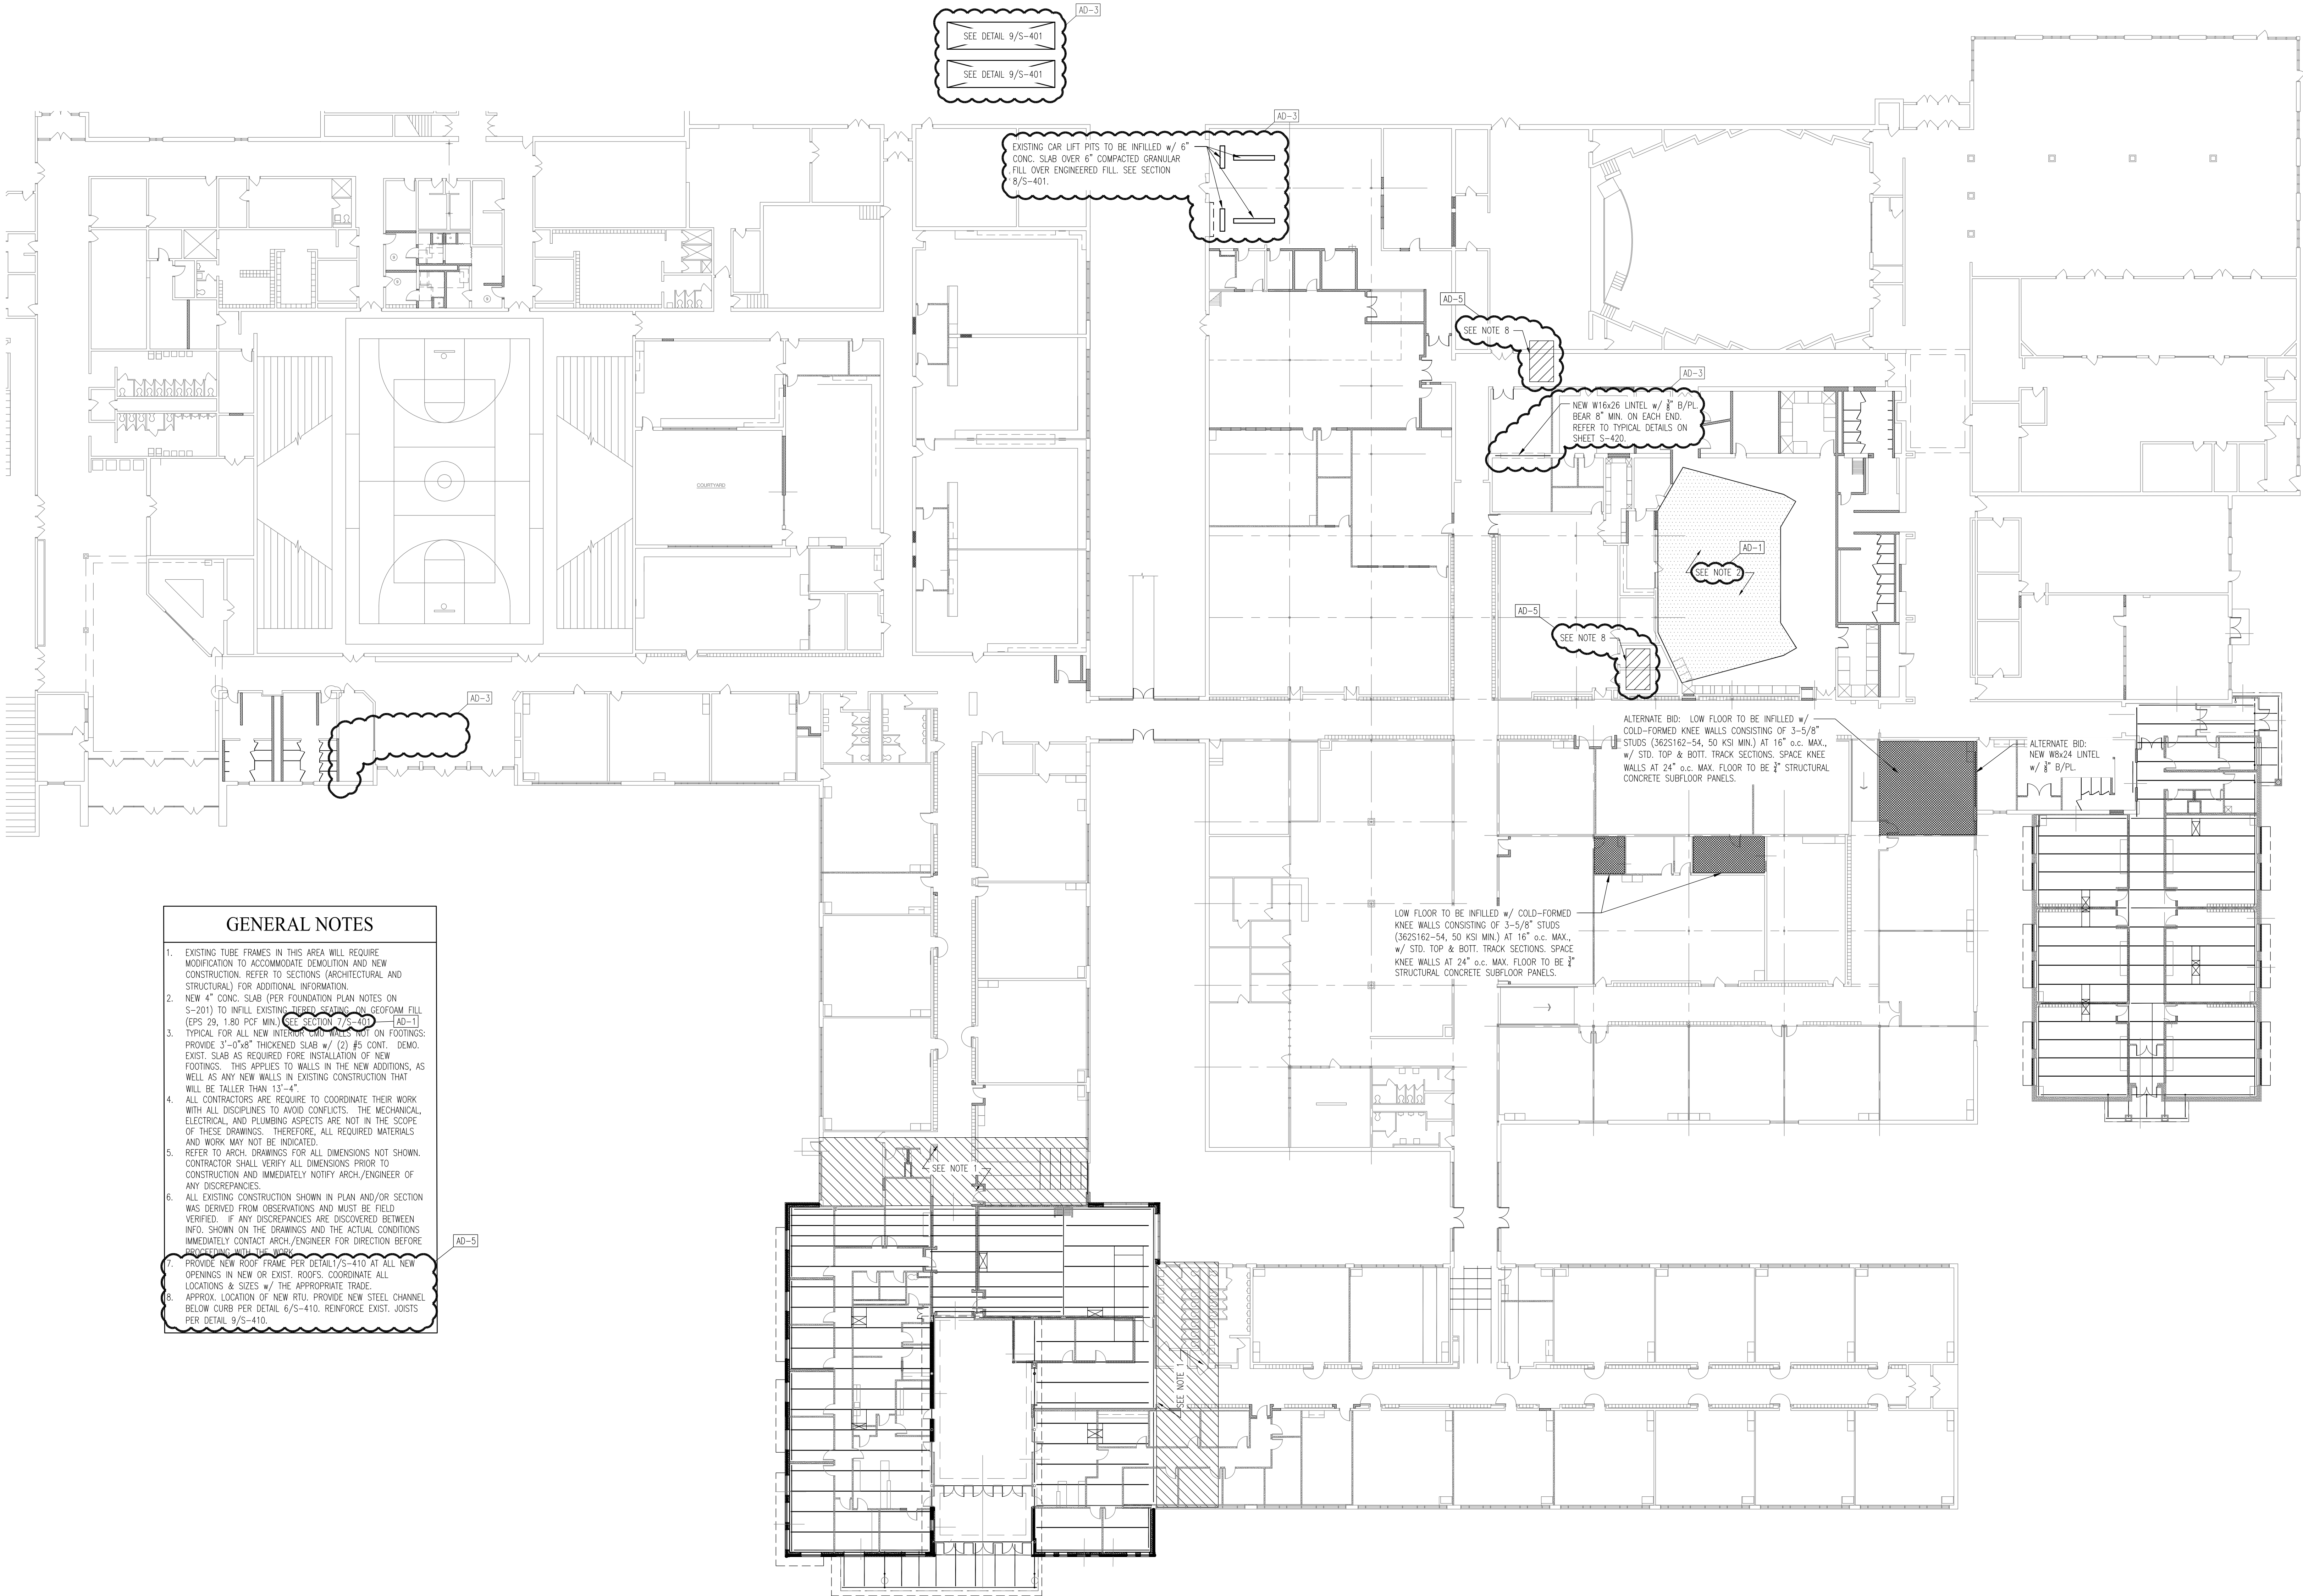 AD-3
SEE DETAIL 9/S-401
SEE DETAIL 9/S-401
AD-3
EXISTING CAR LIFT PITS TO BE INFILLED w/ 6"
CONC. SLAB OVER 6" COMPACTED GRANULAR
FILL OVER ENGINEERED FILL. SEE SECTION
8/S-401.
AD-5
SEE NOTE 8
AD-3
NEW W16x26 LINTEL w/ 3/8" B/PL.
BEAR 8" MIN. ON EACH END.
REFER TO TYPICAL DETAILS ON
SHEET S-420.
COURTYARD
AD-1
SEE NOTE 2
AD-5
SEE NOTE 8
AD-3
ALTERNATE BID: LOW FLOOR TO BE INFILLED w/
COLD-FORMED KNEE WALLS CONSISTING OF 3-5/8"
STUDS (362S162-54, 50 KSI MIN.) AT 16" o.c. MAX.,
w/ STD. TOP & BOTT. TRACK SECTIONS. SPACE KNEE
WALLS AT 24" o.c. MAX. FLOOR TO BE 3/4" STRUCTURAL
CONCRETE SUBFLOOR PANELS.
ALTERNATE BID:
NEW W8x24 LINTEL
w/ 3/8" B/PL.
LOW FLOOR TO BE INFILLED w/ COLD-FORMED
KNEE WALLS CONSISTING OF 3-5/8" STUDS
(362S162-54, 50 KSI MIN.) AT 16" o.c. MAX.,
w/ STD. TOP & BOTT. TRACK SECTIONS. SPACE
KNEE WALLS AT 24" o.c. MAX. FLOOR TO BE 3/4"
STRUCTURAL CONCRETE SUBFLOOR PANELS.
GENERAL NOTES
1. EXISTING TUBE FRAMES IN THIS AREA WILL REQUIRE
MODIFICATION TO ACCOMMODATE DEMOLITION AND NEW
CONSTRUCTION. REFER TO SECTIONS (ARCHITECTURAL AND
STRUCTURAL) FOR ADDITIONAL INFORMATION.
2. NEW 4" CONC. SLAB (PER FOUNDATION PLAN NOTES ON
S-201) TO INFILL EXISTING TIERED SEATING, ON GEOFOAM FILL
(EPS 29, 1.80 PCF MIN.) SEE SECTION 7/S-401 AD-1
3. TYPICAL FOR ALL NEW INTERIOR CMU WALLS NOT ON FOOTINGS:
PROVIDE 3'-0"x8" THICKENED SLAB w/ (2) #5 CONT. DEMO.
EXIST. SLAB AS REQUIRED FORE INSTALLATION OF NEW
FOOTINGS. THIS APPLIES TO WALLS IN THE NEW ADDITIONS, AS
WELL AS ANY NEW WALLS IN EXISTING CONSTRUCTION THAT
WILL BE TALLER THAN 13'-4".
4. ALL CONTRACTORS ARE REQUIRE TO COORDINATE THEIR WORK
WITH ALL DISCIPLINES TO AVOID CONFLICTS. THE MECHANICAL,
ELECTRICAL, AND PLUMBING ASPECTS ARE NOT IN THE SCOPE
OF THESE DRAWINGS. THEREFORE, ALL REQUIRED MATERIALS
AND WORK MAY NOT BE INDICATED.
5. REFER TO ARCH. DRAWINGS FOR ALL DIMENSIONS NOT SHOWN.
CONTRACTOR SHALL VERIFY ALL DIMENSIONS PRIOR TO
CONSTRUCTION AND IMMEDIATELY NOTIFY ARCH./ENGINEER OF
ANY DISCREPANCIES.
6. ALL EXISTING CONSTRUCTION SHOWN IN PLAN AND/OR SECTION
WAS DERIVED FROM OBSERVATIONS AND MUST BE FIELD
VERIFIED. IF ANY DISCREPANCIES ARE DISCOVERED BETWEEN
INFO. SHOWN ON THE DRAWINGS AND THE ACTUAL CONDITIONS
IMMEDIATELY CONTACT ARCH./ENGINEER FOR DIRECTION BEFORE
PROCEEDING WITH THE WORK.
AD-5
7. PROVIDE NEW ROOF FRAME PER DETAIL1/S-410 AT ALL NEW
OPENINGS IN NEW OR EXIST. ROOFS. COORDINATE ALL
LOCATIONS & SIZES w/ THE APPROPRIATE TRADE.
8. APPROX. LOCATION OF NEW RTU. PROVIDE NEW STEEL CHANNEL
BELOW CURB PER DETAIL 6/S-410. REINFORCE EXIST. JOISTS
PER DETAIL 9/S-410.
SEE NOTE 1
SEE NOTE 1